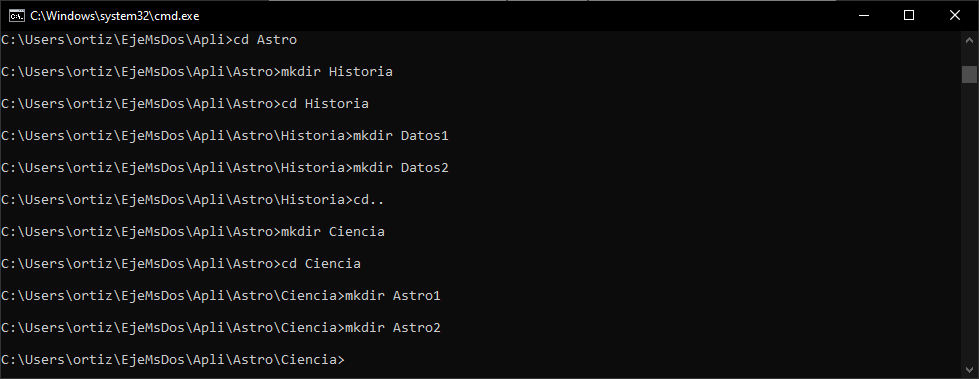 C:\Windows\system32\cmd.exe
C:\Users\ortiz\EjeMsDos\Apli>cd Astro
C:\Users\ortiz\EjeMsDos\Apli\Astro>mkdir Historia
C:\Users\ortiz\EjeMsDos\Apli\Astro>cd Historia
C:\Users\ortiz\EjeMsDos\Apli\Astro\Historia>mkdir Datos1
C:\Users\ortiz\EjeMsDos\Apli\Astro\Historia>mkdir Datos2
C:\Users\ortiz\EjeMsDos\Apli\Astro\Historia>cd..
C:\Users\ortiz\EjeMsDos\Apli\Astro>mkdir Ciencia
C:\Users\ortiz\EjeMsDos\Apli\Astro>cd Ciencia
C:\Users\ortiz\EjeMsDos\Apli\Astro\Ciencia>mkdir Astro1
C:\Users\ortiz\EjeMsDos\Apli\Astro\Ciencia>mkdir Astro2
C:\Users\ortiz\EjeMsDos\Apli\Astro\Ciencia>